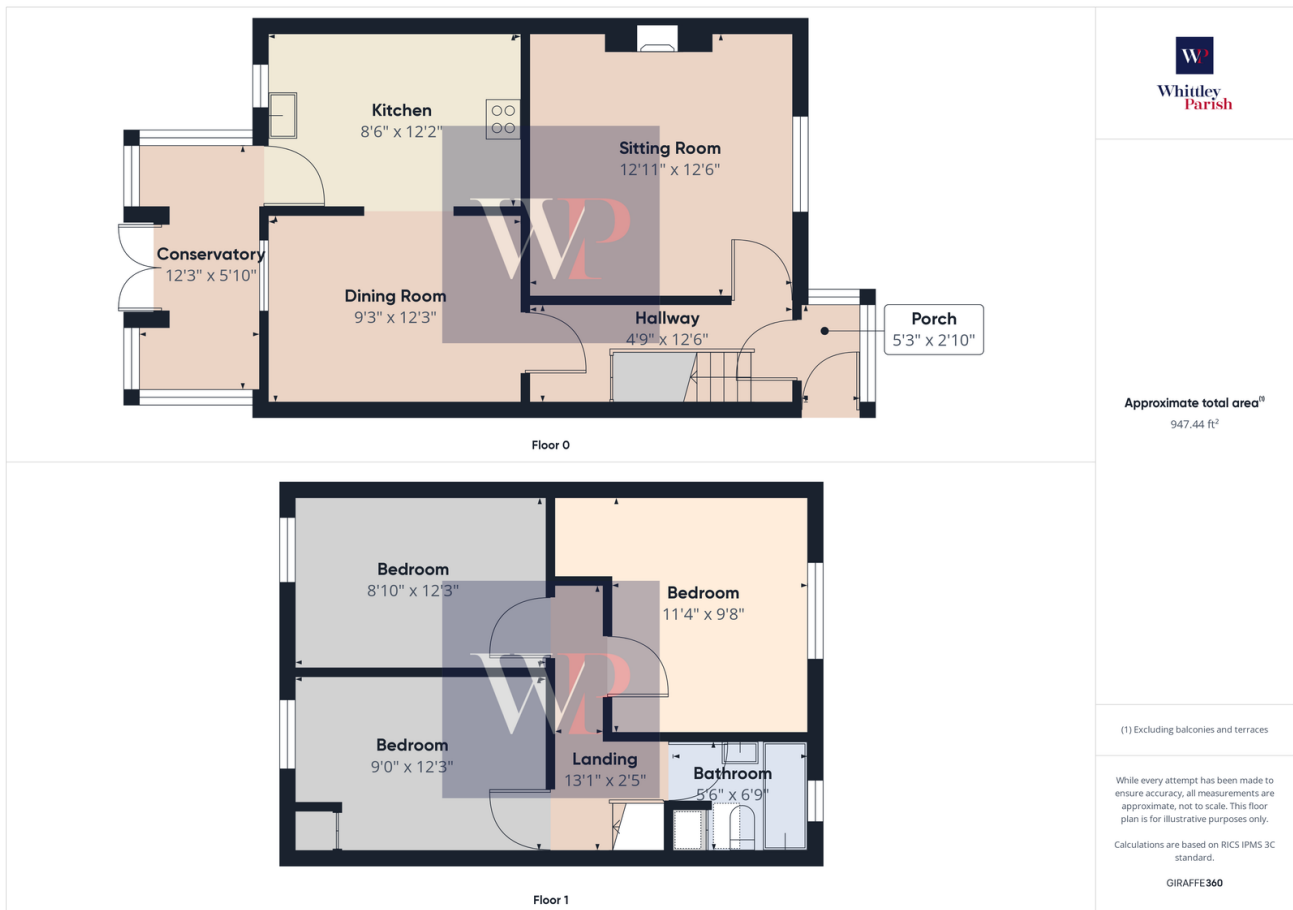 Kitchen
8'6" x 12'2"
Sitting Room
12'11" x 12'6"
Conservatory
12'3" x 5'10"
Dining Room
9'3" x 12'3"
Hallway
4'9" x 12'6"
Porch
5'3" x 2'10"
WP
Floor 0
Bedroom
8'10" x 12'3"
Bedroom
11'4" x 9'8"
Bedroom
9'0" x 12'3"
Landing
13'1" x 2'5"
Bathroom
5'6" x 6'9"
WP
Floor 1
WP
Whittley
Parish
Approximate total area(1)
947.44 ft²
(1) Excluding balconies and terraces
While every attempt has been made to
ensure accuracy, all measurements are
approximate, not to scale. This floor
plan is for illustrative purposes only.
Calculations are based on RICS IPMS 3C
standard.
GIRAFFE360